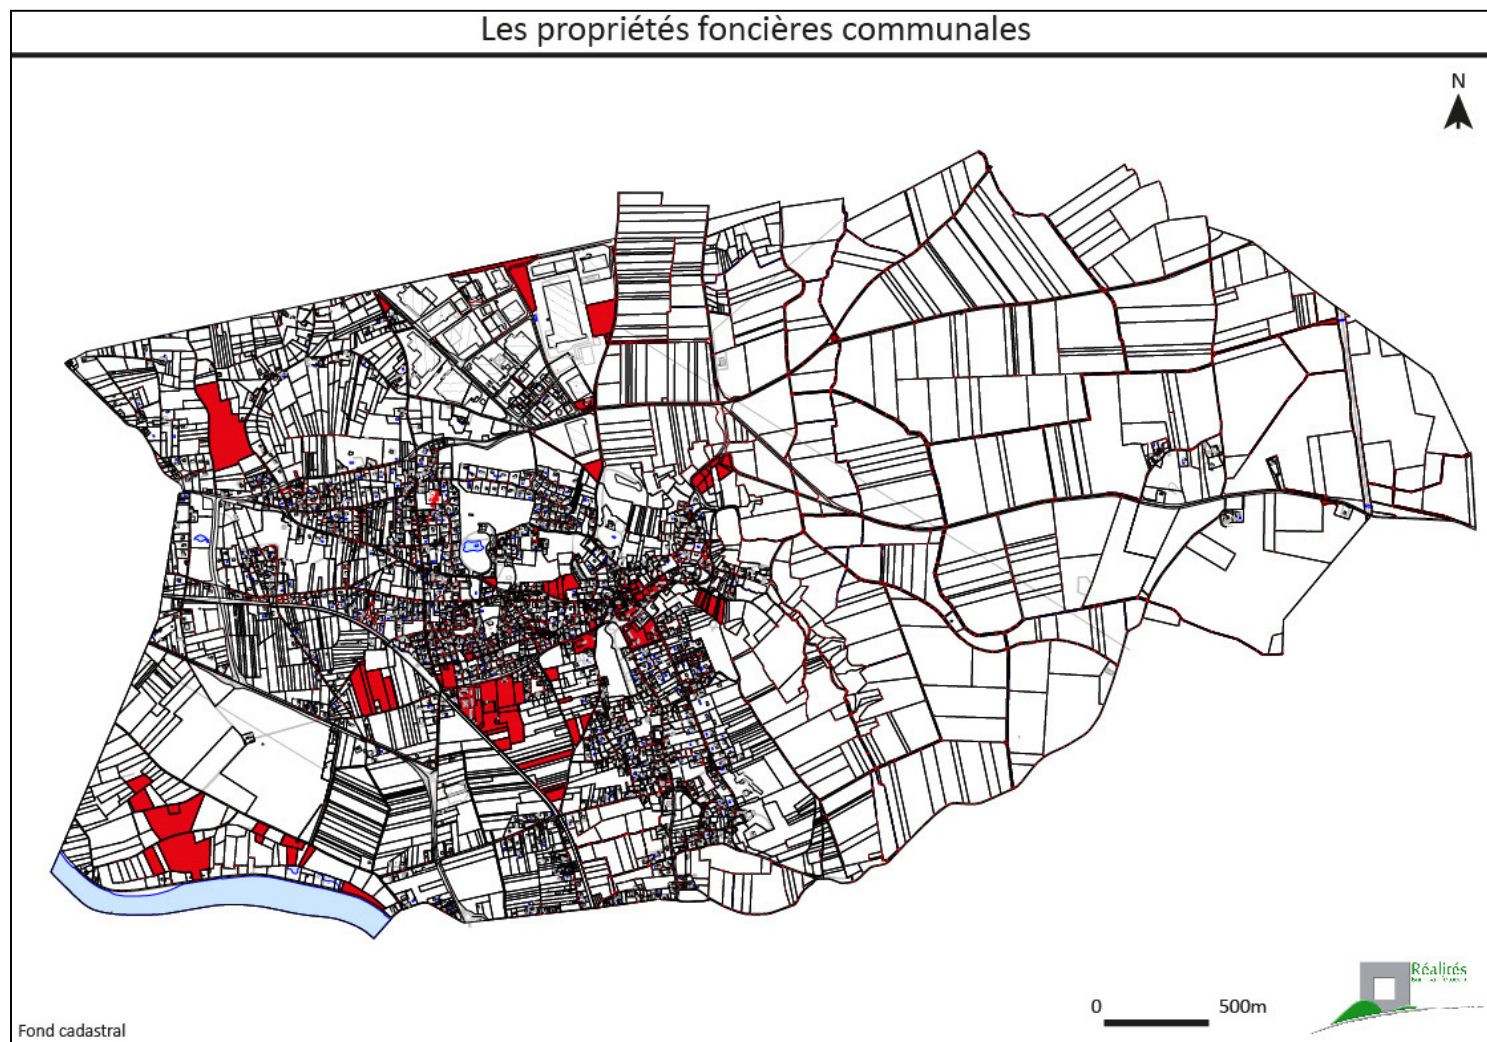 Les propriétés foncières communales
N
0 500m
Réalités
Fond cadastral